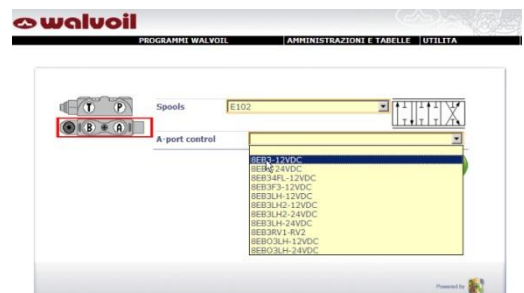 walvoil
PROGRAMMI WALVOIL AMMINISTRAZIONI E TABELLE UTILITA
T P
Spools E102
B A
A-port control
8EB3-12VDC
8EB3-24VDC
8EB34FL-12VDC
8EB3F3-12VDC
8EB3LH-12VDC
8EB3LH2-12VDC
8EB3LH2-24VDC
8EB3LH-24VDC
8EB3RV1-RV2
8EBO3LH-12VDC
8EBO3LH-24VDC
Powered by